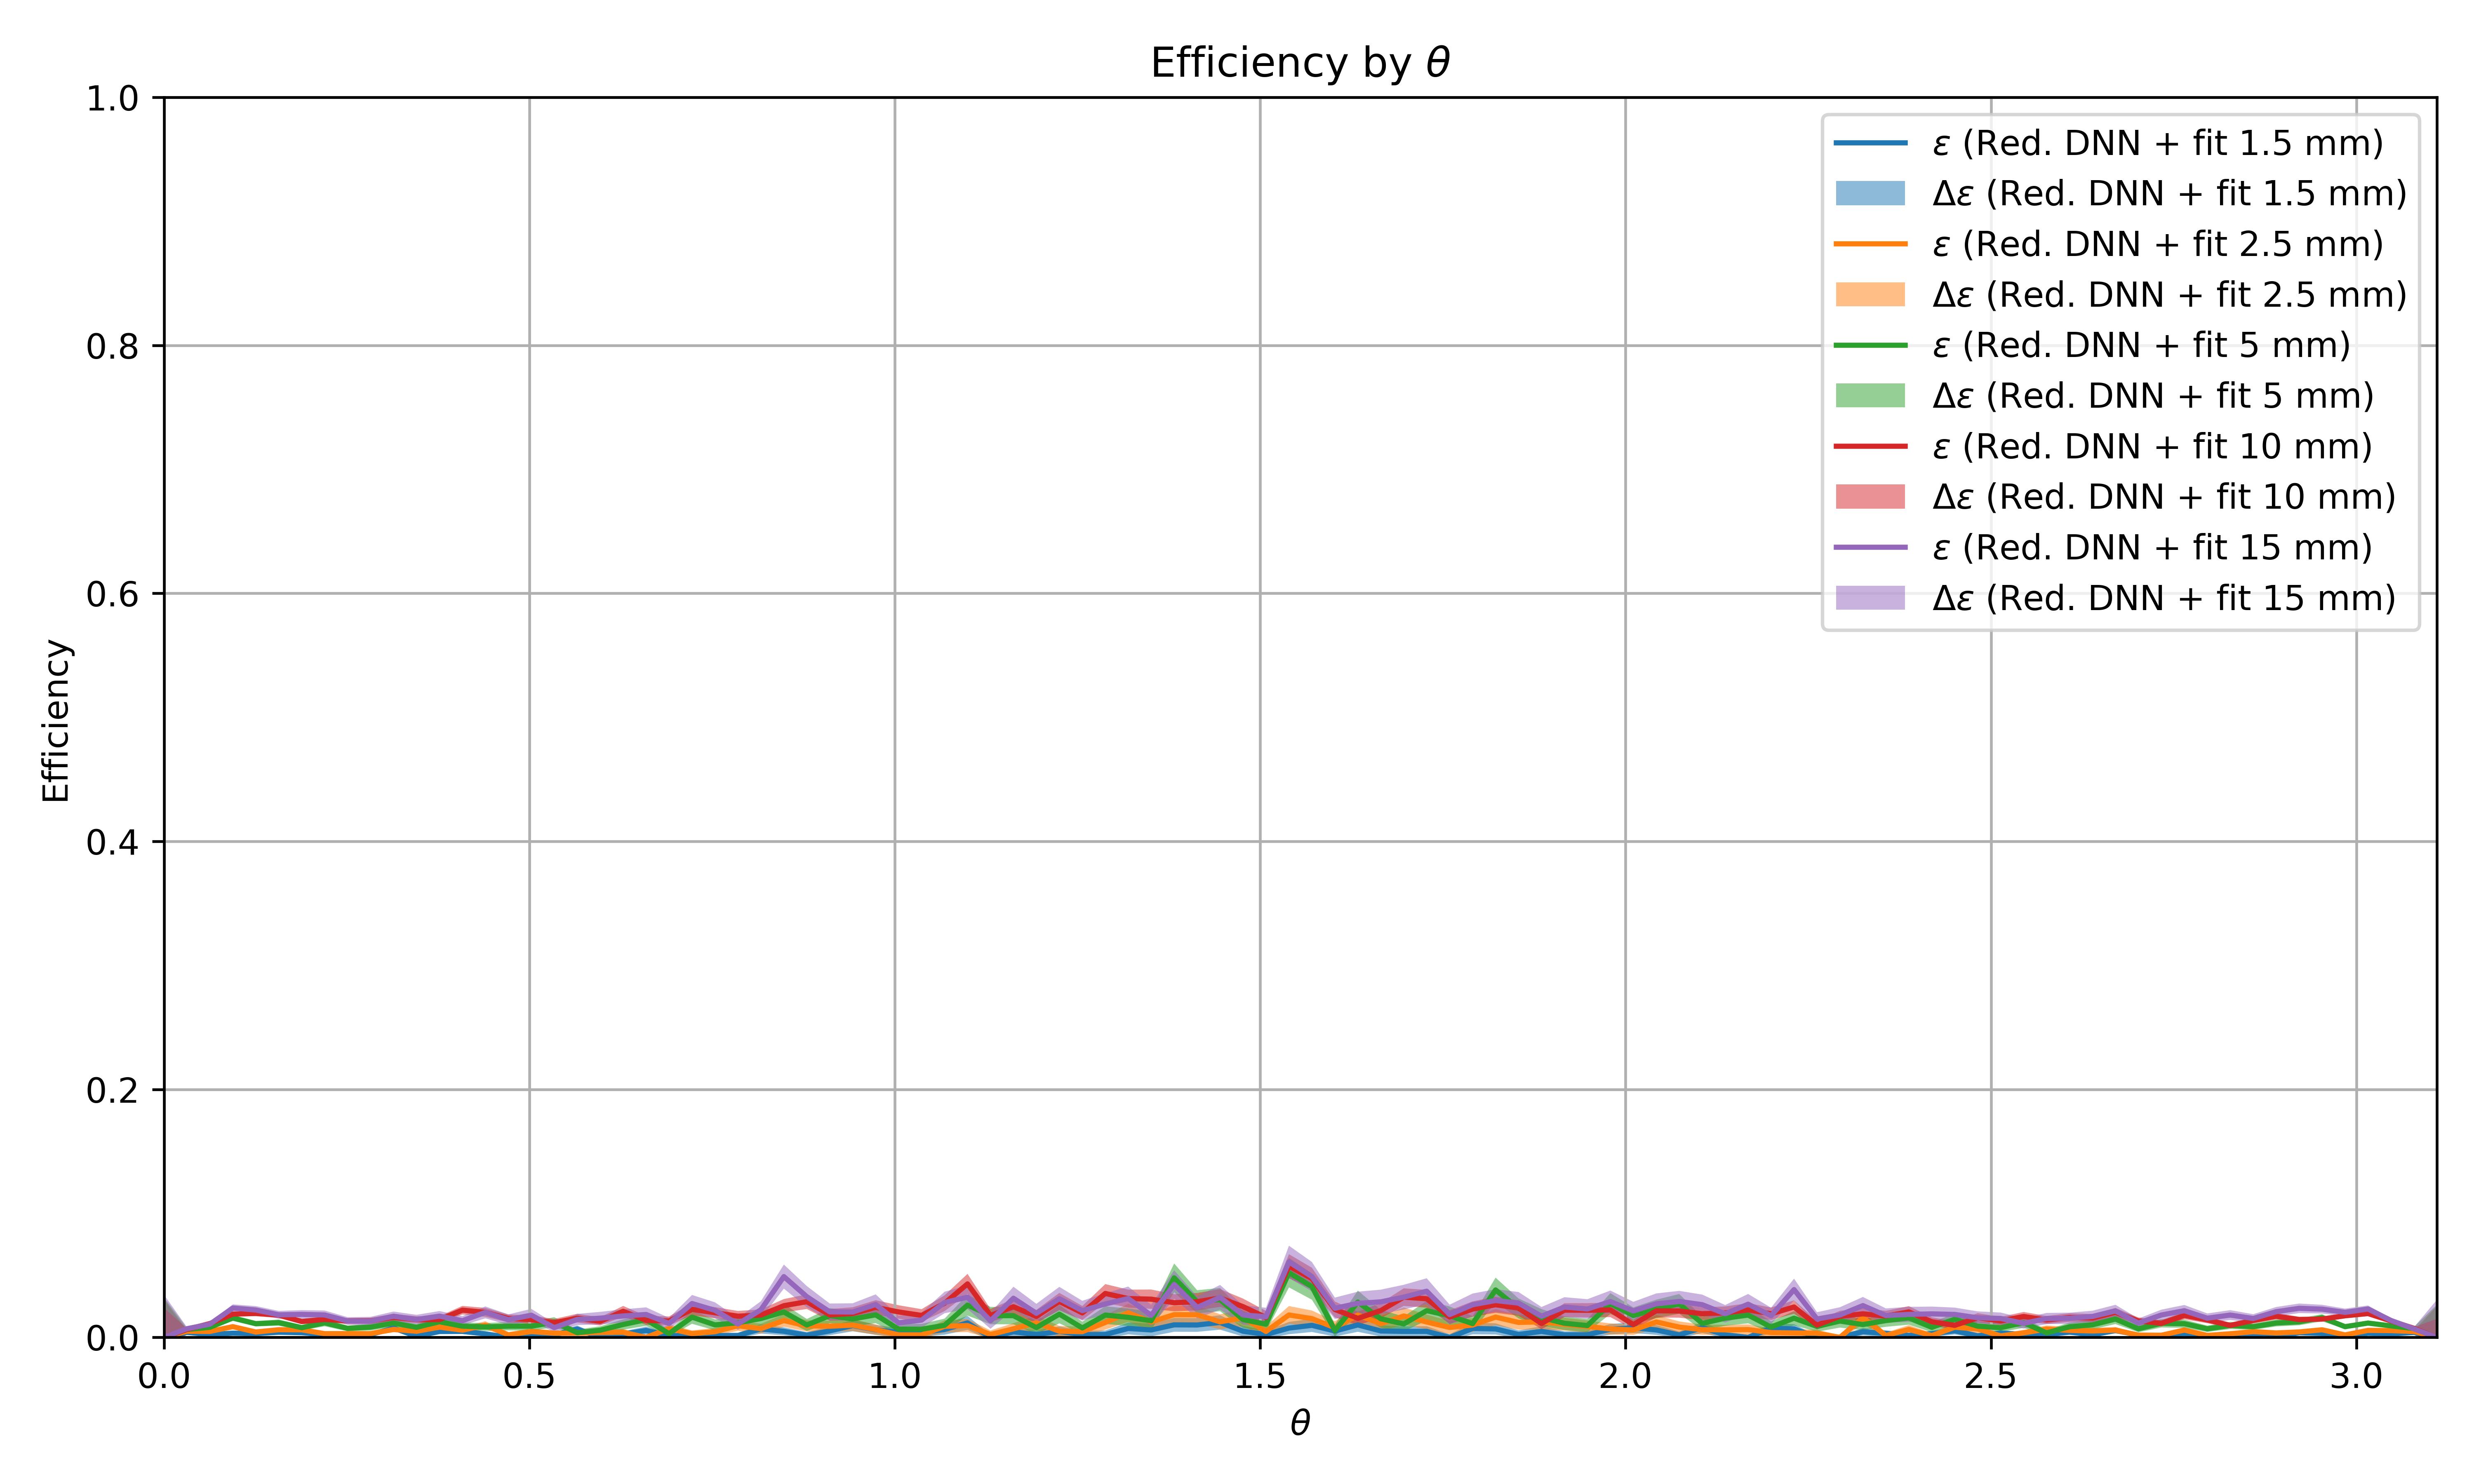 Efficiency by θ
1.0
0.8
0.6
0.4
0.2
0.0
Efficiency
ε (Red. DNN + fit 1.5 mm)
Δε (Red. DNN + fit 1.5 mm)
ε (Red. DNN + fit 2.5 mm)
Δε (Red. DNN + fit 2.5 mm)
ε (Red. DNN + fit 5 mm)
Δε (Red. DNN + fit 5 mm)
ε (Red. DNN + fit 10 mm)
Δε (Red. DNN + fit 10 mm)
ε (Red. DNN + fit 15 mm)
Δε (Red. DNN + fit 15 mm)
0.0 0.5 1.0 1.5 2.0 2.5 3.0
θ